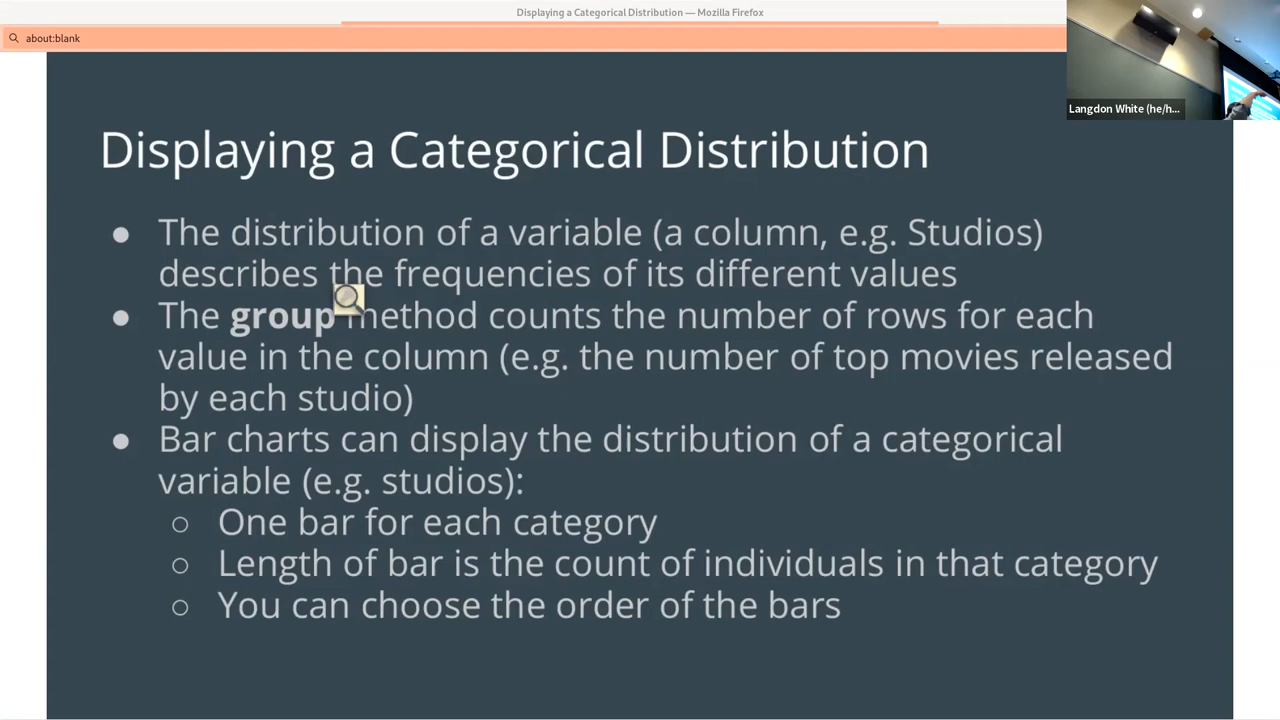 Displaying a Categorical Distribution — Mozilla Firefox
about:blank
Langdon White (he/h...
Displaying a Categorical Distribution
● The distribution of a variable (a column, e.g. Studios)
describes the frequencies of its different values
● The group method counts the number of rows for each
value in the column (e.g. the number of top movies released
by each studio)
● Bar charts can display the distribution of a categorical
variable (e.g. studios):
○ One bar for each category
○ Length of bar is the count of individuals in that category
○ You can choose the order of the bars